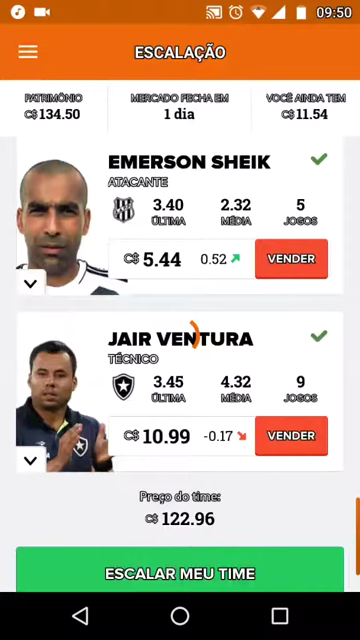 09:50
ESCALAÇÃO
PATRIMÔNIO
C$ 134.50
MERCADO FECHA EM
1 dia
VOCÊ AINDA TEM
C$ 11.54
EMERSON SHEIK
ATACANTE
3.40 2.32 5
ÚLTIMA MÉDIA JOGOS
C$ 5.44 0.52 VENDER
JAIR VENTURA
TÉCNICO
3.45 4.32 9
ÚLTIMA MÉDIA JOGOS
C$ 10.99 -0.17 VENDER
Preço do time:
C$ 122.96
ESCALAR MEU TIME